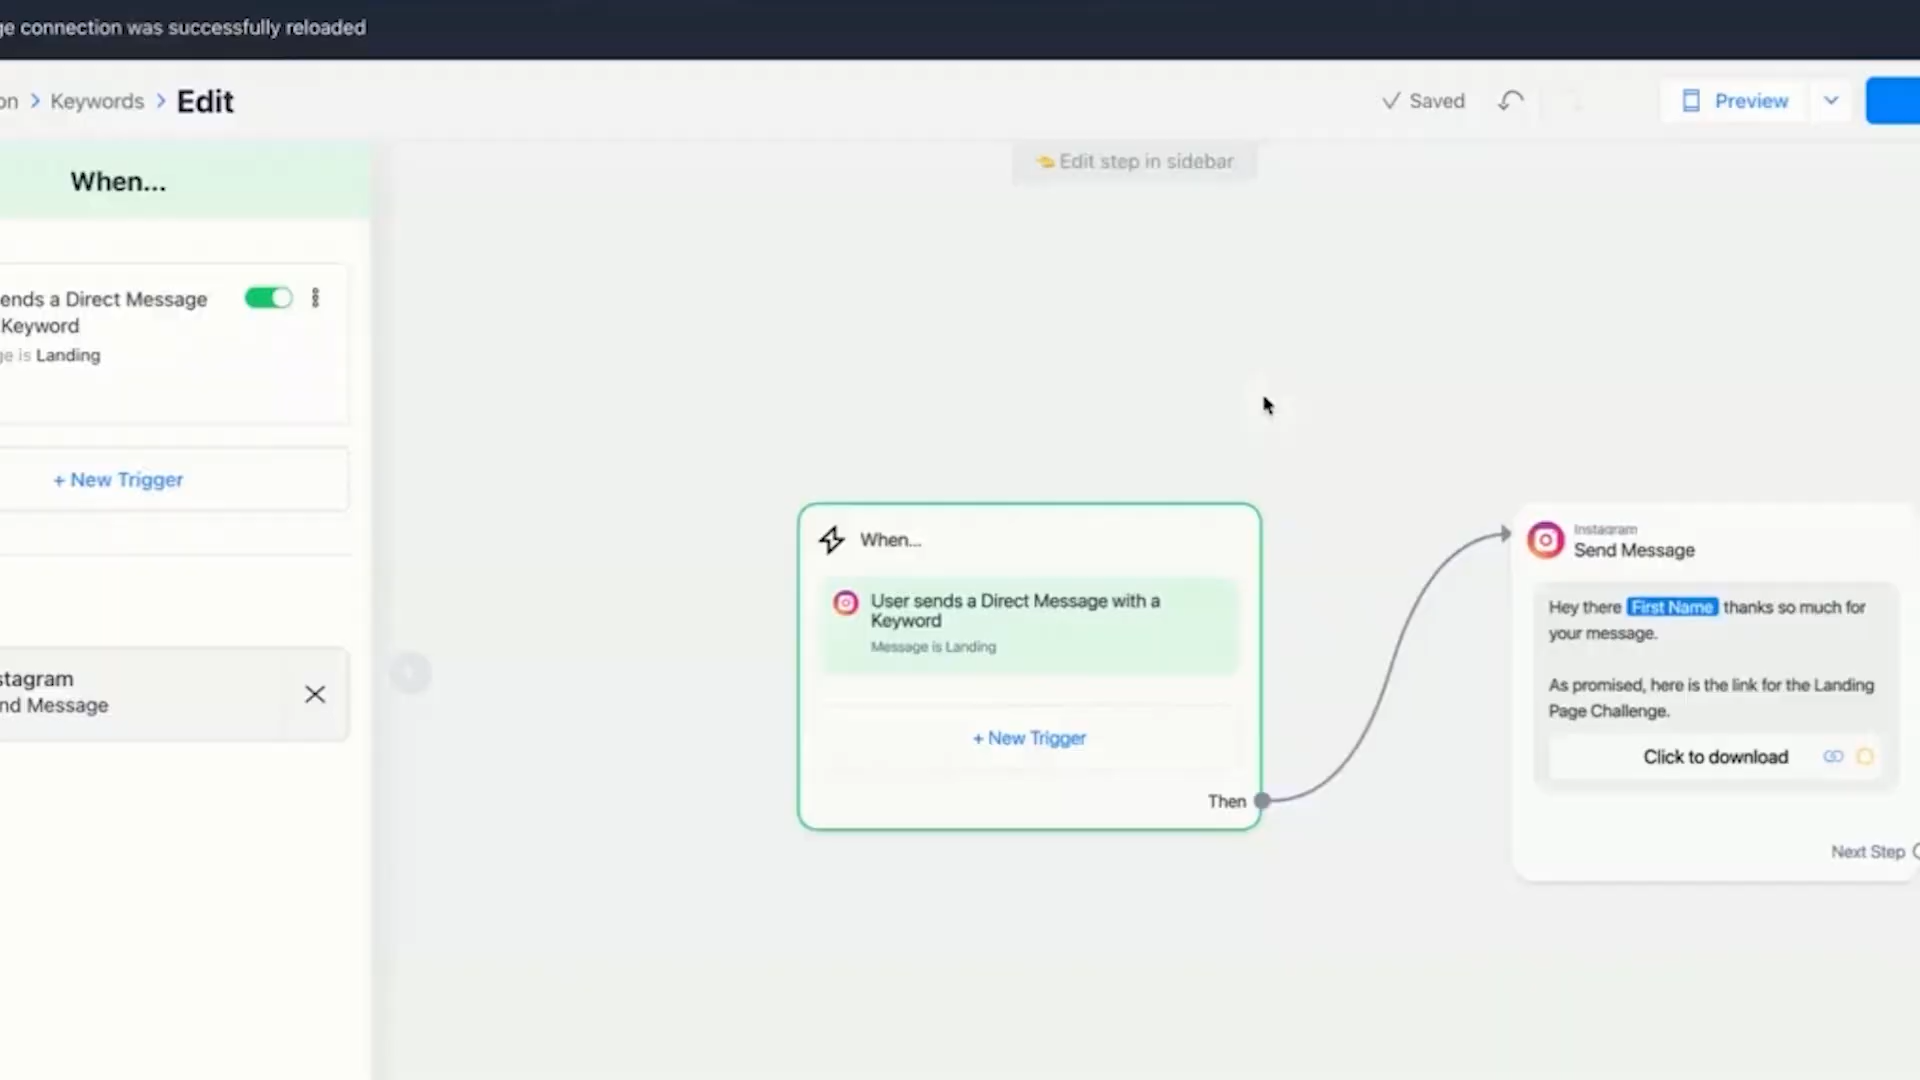 ge connection was successfully reloaded
on > Keywords > Edit
Saved
Preview
When...
Edit step in sidebar
ends a Direct Message
Keyword
ge is Landing
+ New Trigger
stagram
nd Message
When...
User sends a Direct Message with a
Keyword
Message is Landing
+ New Trigger
Then
Instagram
Send Message
Hey there First Name thanks so much for
your message.
As promised, here is the link for the Landing
Page Challenge.
Click to download
Next Step